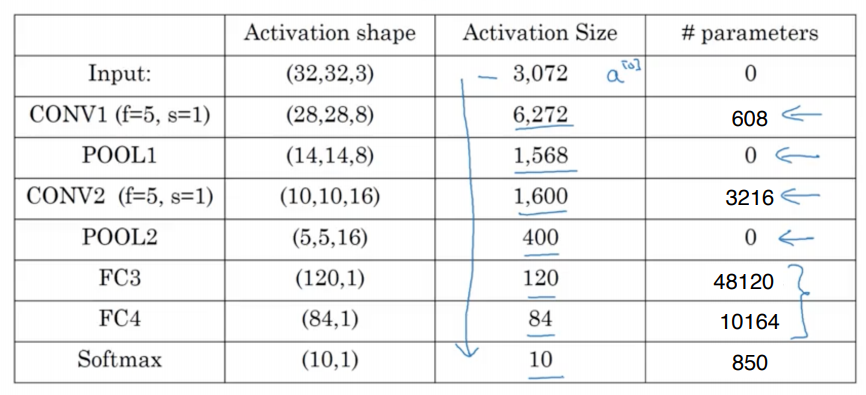 Activation shape Activation Size # parameters
Input: (32,32,3) – 3,072 a^[0] 0
CONV1 (f=5, s=1) (28,28,8) 6,272 608 ←
POOL1 (14,14,8) 1,568 0 ←
CONV2 (f=5, s=1) (10,10,16) 1,600 3216 ←
POOL2 (5,5,16) 400 0 ←
FC3 (120,1) 120 48120 }
FC4 (84,1) 84 10164
Softmax (10,1) 10 850